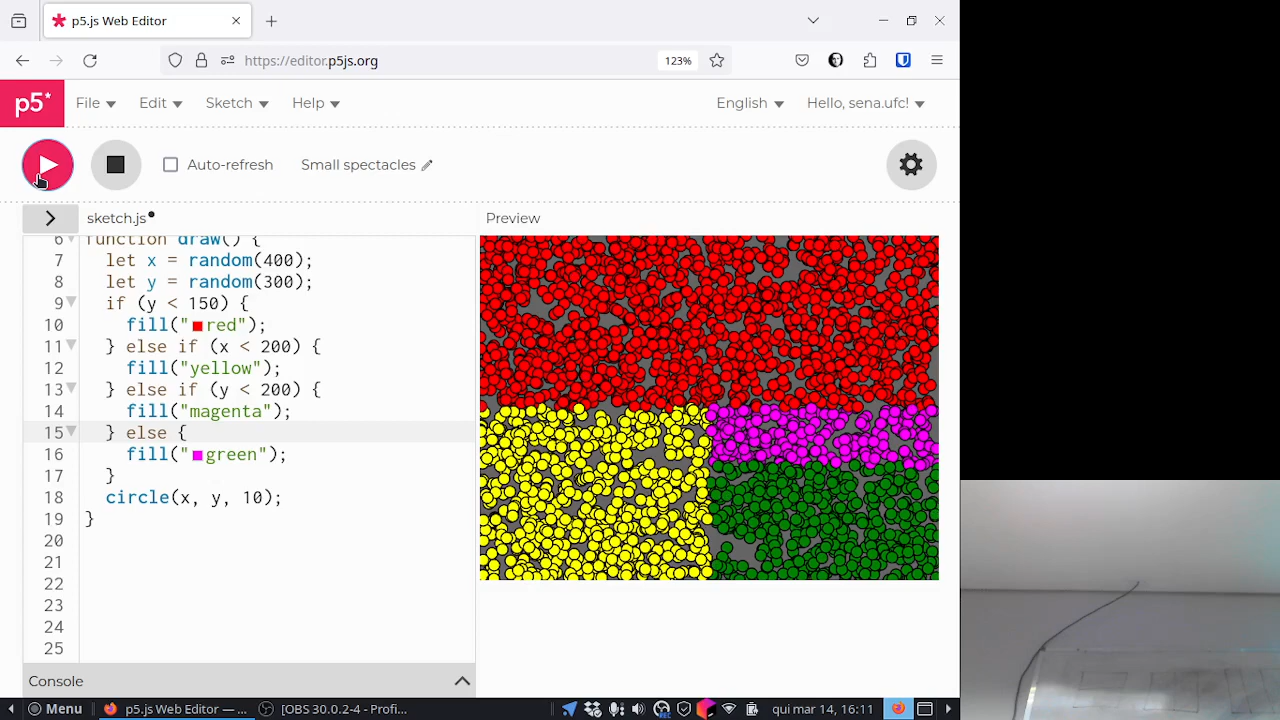 p5.js Web Editor
https://editor.p5js.org
123%
p5*
File
Edit
Sketch
Help
English
Hello, sena.ufc!
Auto-refresh
Small spectacles
sketch.js
Preview
6 function draw() {
7 let x = random(400);
8 let y = random(300);
9 if (y < 150) {
10 fill("red");
11 } else if (x < 200) {
12 fill("yellow");
13 } else if (y < 200) {
14 fill("magenta");
15 } else {
16 fill("green");
17 }
18 circle(x, y, 10);
19 }
20
21
22
23
24
25
Console
Menu
p5.js Web Editor — ...
[OBS 30.0.2-4 - Profi...
REC
qui mar 14, 16:11